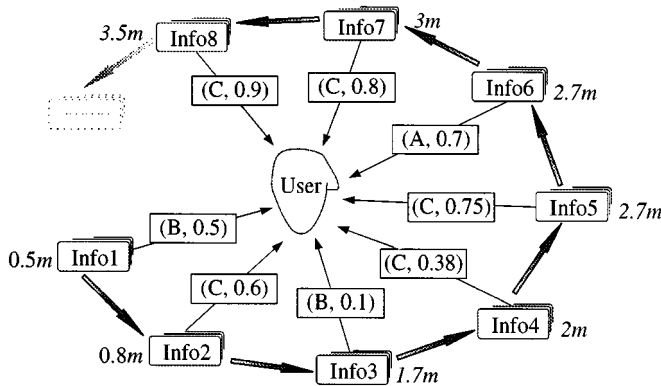 3.5m
Info8
Info7
3m
Info6
2.7m
(C, 0.9)
(C, 0.8)
(A, 0.7)
.........
User
(C, 0.75)
Info5
2.7m
(B, 0.5)
0.5m
Info1
(C, 0.6)
(B, 0.1)
(C, 0.38)
Info4
2m
0.8m
Info2
Info3
1.7m